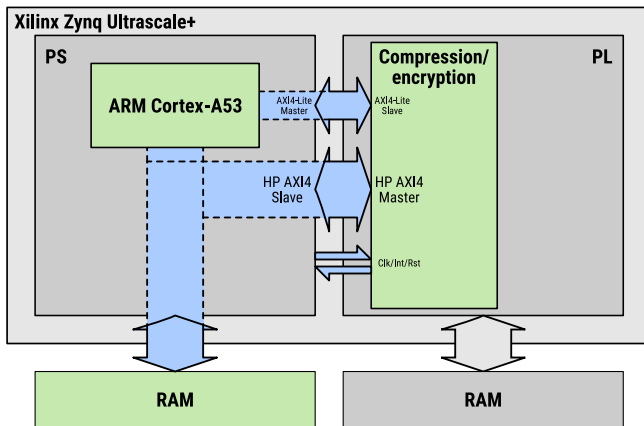 Xilinx Zynq Ultrascale+
PS
PL
Compression/
encryption
ARM Cortex-A53
AXI4-Lite
Master
AXI4-Lite
Slave
HP AXI4
Slave
HP AXI4
Master
Clk/Int/Rst
RAM
RAM